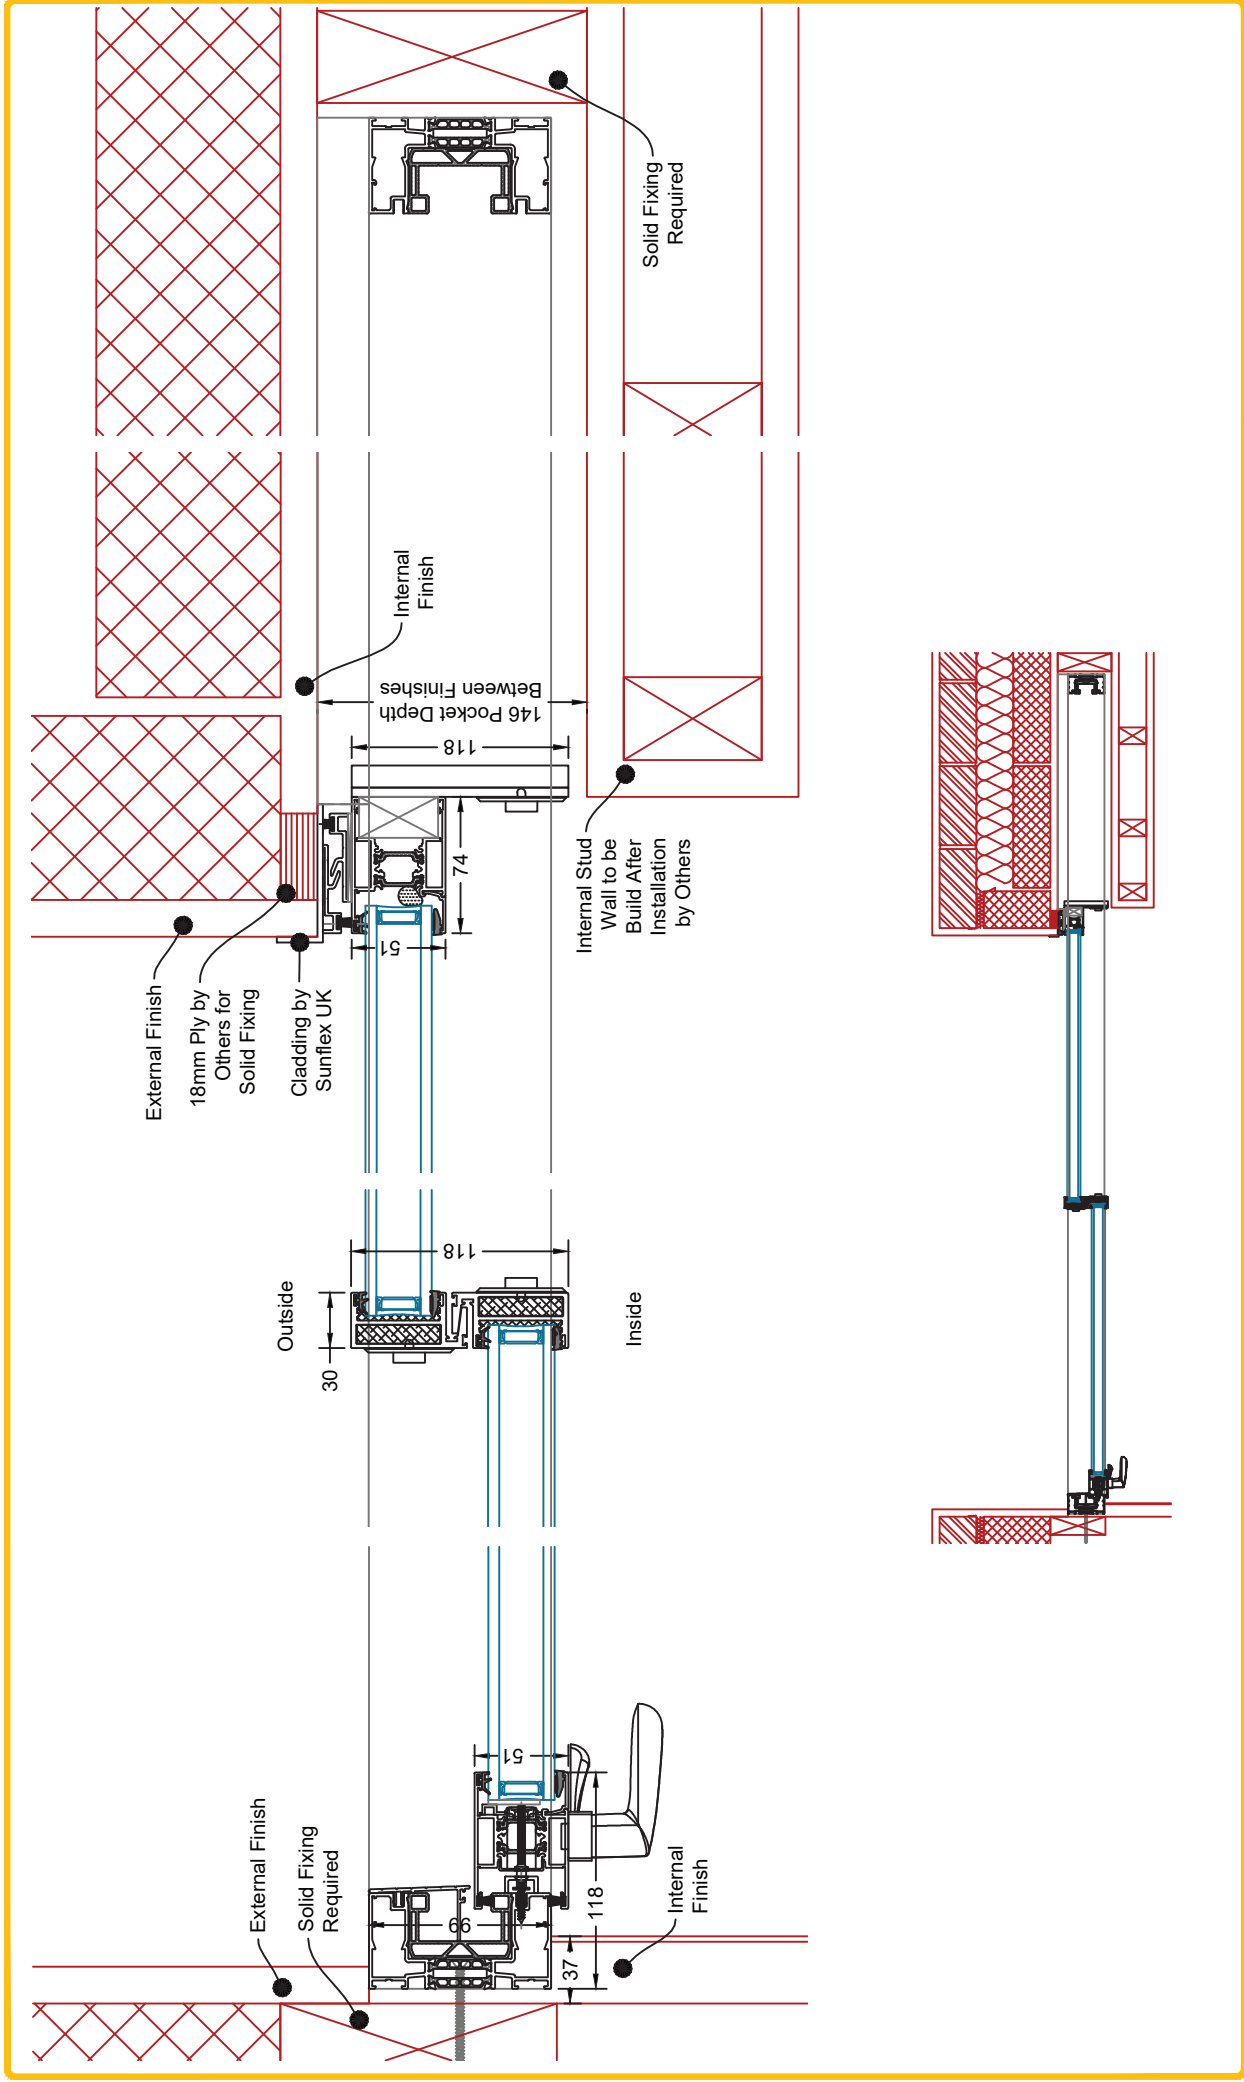 External Finish
Solid Fixing
Required
99
118
37
Internal
Finish
51
Outside
30
118
Inside
External Finish
18mm Ply by
Others for
Solid Fixing
Cladding by
Sunflex UK
51
74
118
146 Pocket Depth
Between Finishes
Internal
Finish
Internal Stud
Wall to be
Build After
Installation
by Others
Solid Fixing
Required